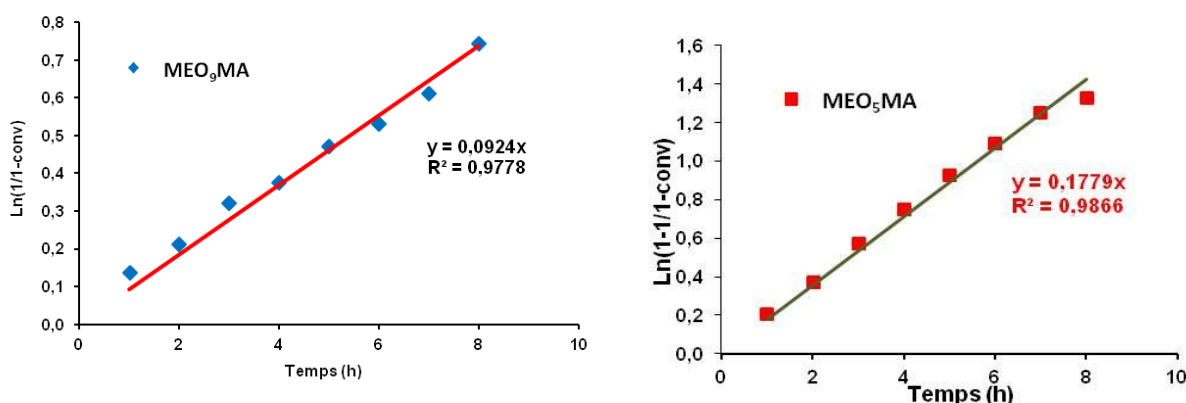 0,8
0,7
0,6
0,5
0,4
0,3
0,2
0,1
0,0
Ln(1/1-conv)
MEO₉MA
y = 0,0924x
R² = 0,9778
0 2 4 6 8 10
Temps (h)
1,6
1,4
1,2
1,0
0,8
0,6
0,4
0,2
0,0
Ln(1-1/1-conv)
MEO₅MA
y = 0,1779x
R² = 0,9866
0 2 4 6 8 10
Temps (h)